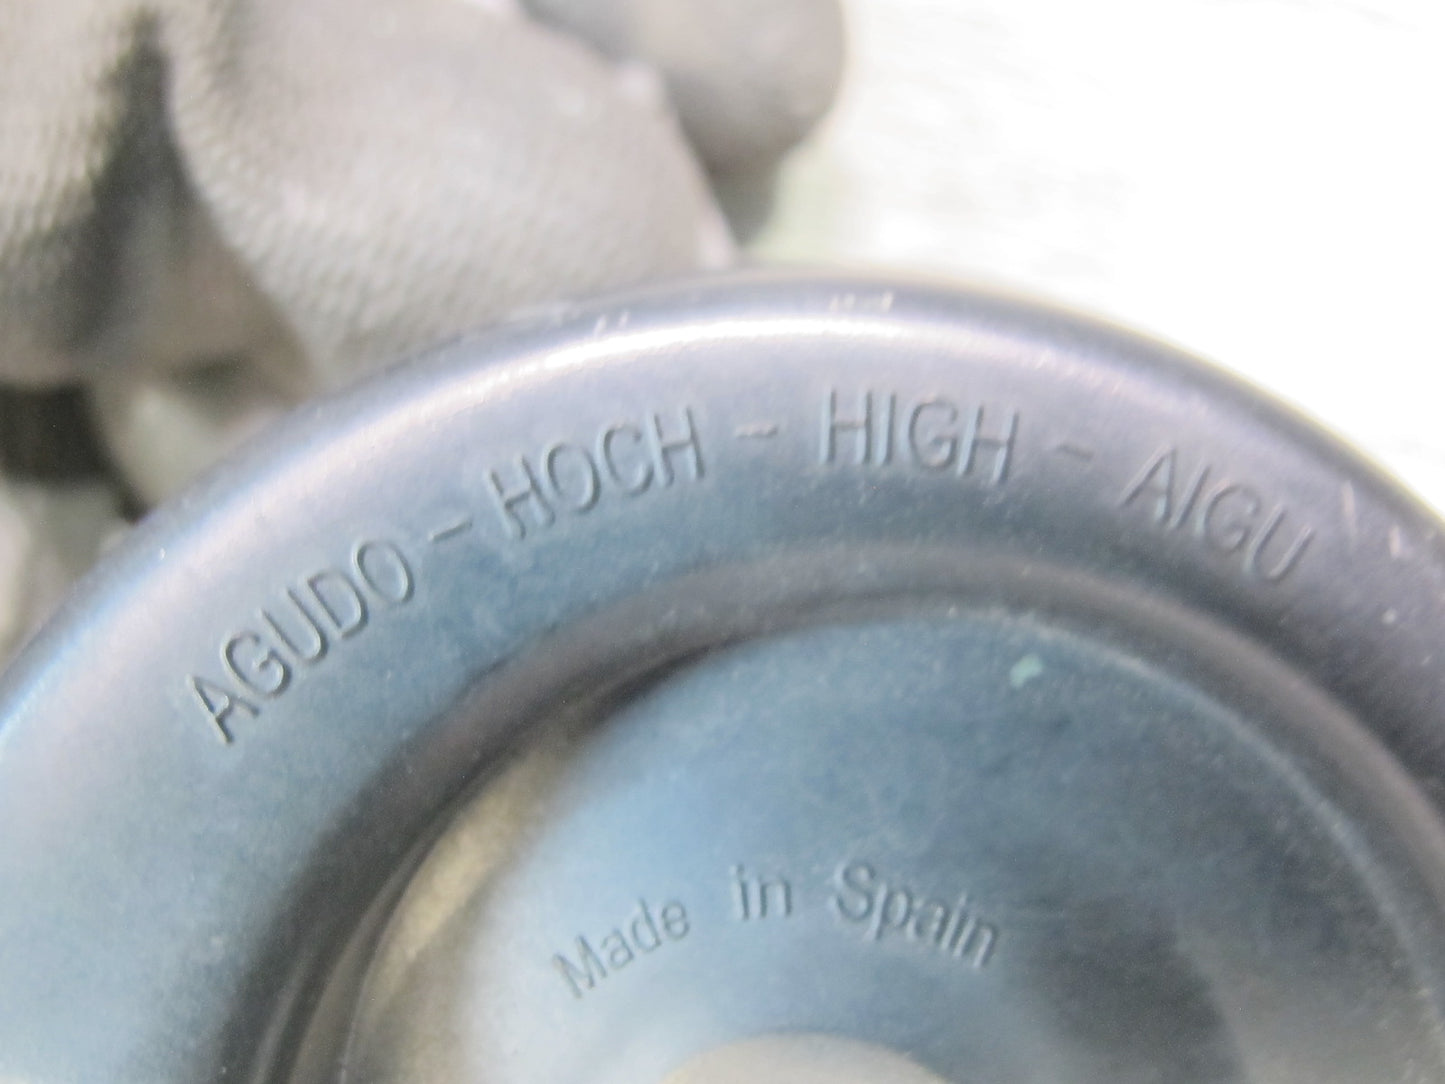 AGUDO - HOCH - HIGH - AIGU
Made in Spain